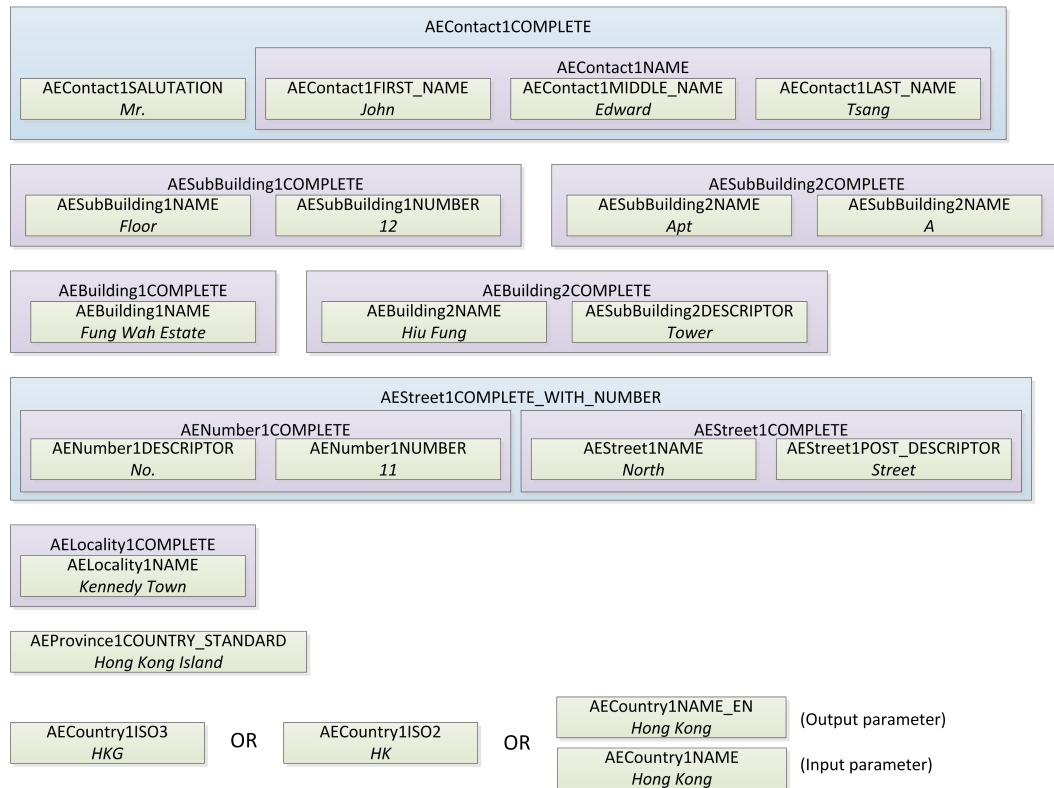 AEContact1COMPLETE
AEContact1NAME
AEContact1SALUTATION
Mr.
AEContact1FIRST_NAME
John
AEContact1MIDDLE_NAME
Edward
AEContact1LAST_NAME
Tsang
AESubBuilding1COMPLETE
AESubBuilding1NAME
Floor
AESubBuilding1NUMBER
12
AESubBuilding2COMPLETE
AESubBuilding2NAME
Apt
AESubBuilding2NAME
A
AEBuilding1COMPLETE
AEBuilding1NAME
Fung Wah Estate
AEBuilding2COMPLETE
AEBuilding2NAME
Hiu Fung
AESubBuilding2DESCRIPTOR
Tower
AEStreet1COMPLETE_WITH_NUMBER
AENumber1COMPLETE
AENumber1DESCRIPTOR
No.
AENumber1NUMBER
11
AEStreet1COMPLETE
AEStreet1NAME
North
AEStreet1POST_DESCRIPTOR
Street
AELocality1COMPLETE
AELocality1NAME
Kennedy Town
AEProvince1COUNTRY_STANDARD
Hong Kong Island
AECountry1ISO3
HKG
OR
AECountry1ISO2
HK
OR
AECountry1NAME_EN
Hong Kong
(Output parameter)
AECountry1NAME
Hong Kong
(Input parameter)